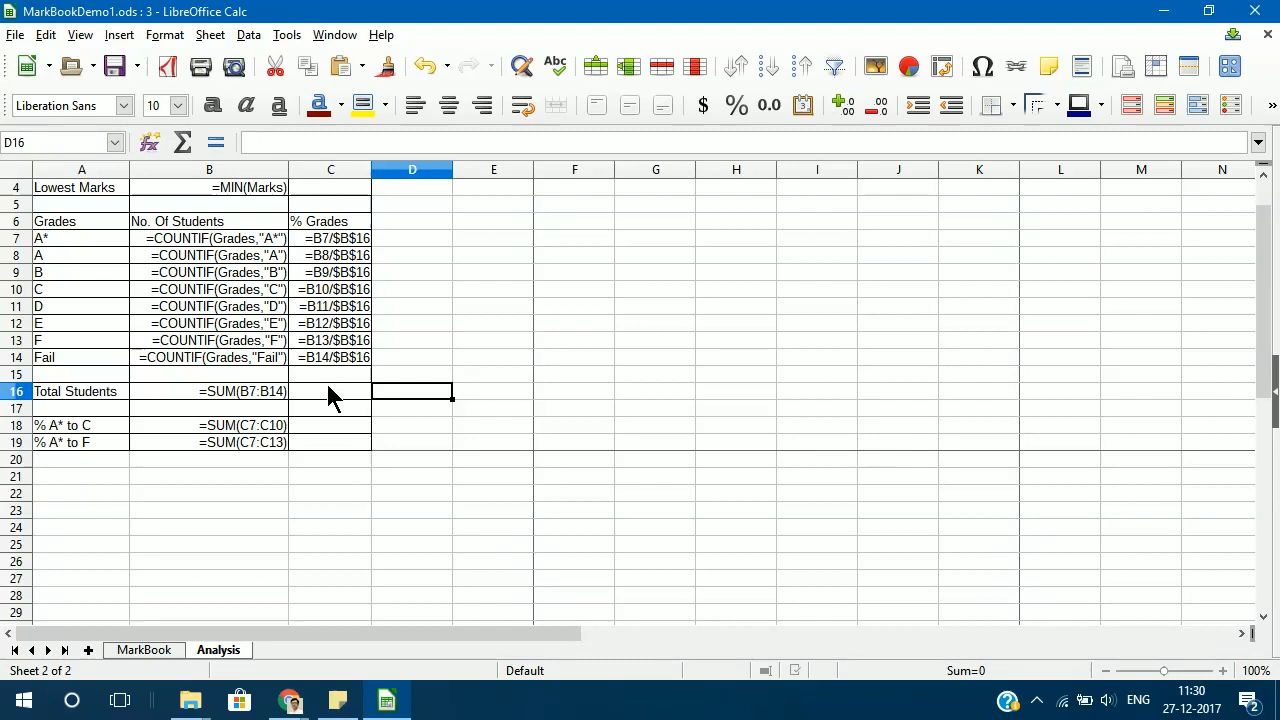 MarkBookDemo1.ods : 3 - LibreOffice Calc
File Edit View Insert Format Sheet Data Tools Window Help
Liberation Sans 10
D16
A B C D E F G H I J K L M N
4 Lowest Marks =MIN(Marks)
5
6 Grades No. Of Students % Grades
7 A* =COUNTIF(Grades,"A*") =B7/$B$16
8 A =COUNTIF(Grades,"A") =B8/$B$16
9 B =COUNTIF(Grades,"B") =B9/$B$16
10 C =COUNTIF(Grades,"C") =B10/$B$16
11 D =COUNTIF(Grades,"D") =B11/$B$16
12 E =COUNTIF(Grades,"E") =B12/$B$16
13 F =COUNTIF(Grades,"F") =B13/$B$16
14 Fail =COUNTIF(Grades,"Fail") =B14/$B$16
15
16 Total Students =SUM(B7:B14)
17
18 % A* to C =SUM(C7:C10)
19 % A* to F =SUM(C7:C13)
20
21
22
23
24
25
26
27
28
29
MarkBook Analysis
Sheet 2 of 2 Default Sum=0 100%
ENG 11:30
27-12-2017 2